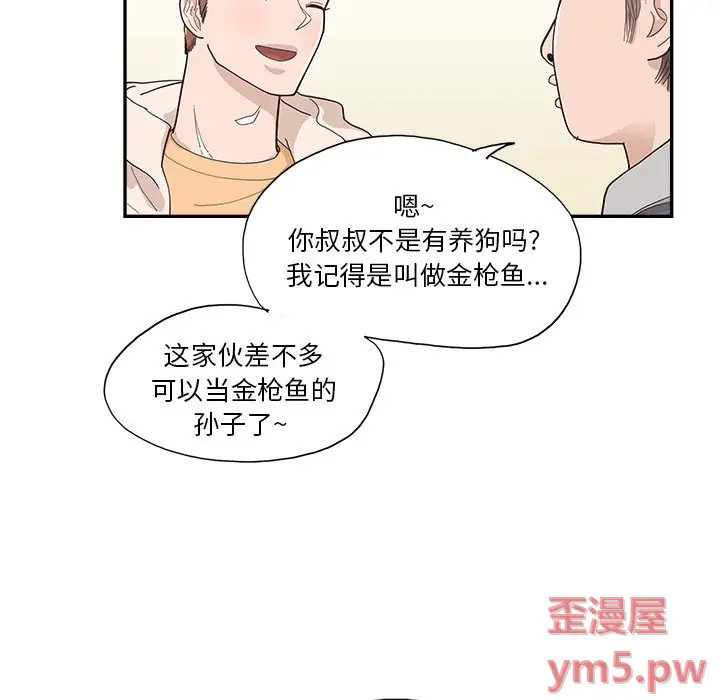 嗯~
你叔叔不是有养狗吗?
我记得是叫做金枪鱼...
这家伙差不多
可以当金枪鱼的
孙子了~
歪漫屋
ym5.pw